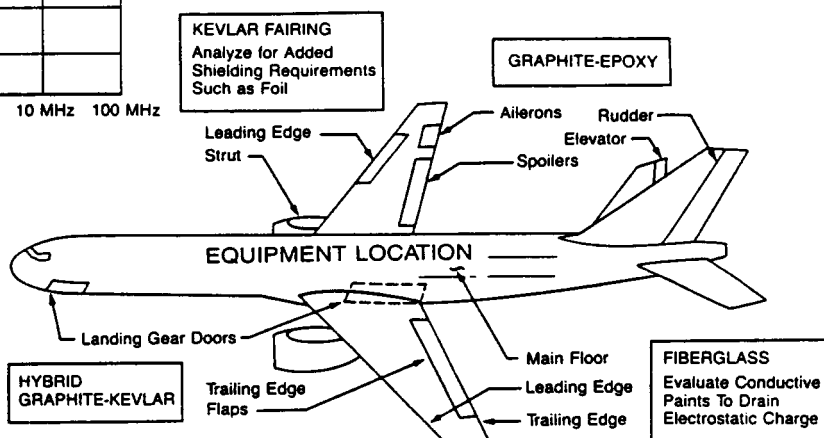 10 MHz 100 MHz
KEVLAR FAIRING
Analyze for Added
Shielding Requirements
Such as Foil
GRAPHITE-EPOXY
Leading Edge
Strut
Ailerons
Spoilers
Rudder
Elevator
EQUIPMENT LOCATION
Landing Gear Doors
HYBRID
GRAPHITE-KEVLAR
Trailing Edge
Flaps
Main Floor
Leading Edge
Trailing Edge
FIBERGLASS
Evaluate Conductive
Paints To Drain
Electrostatic Charge